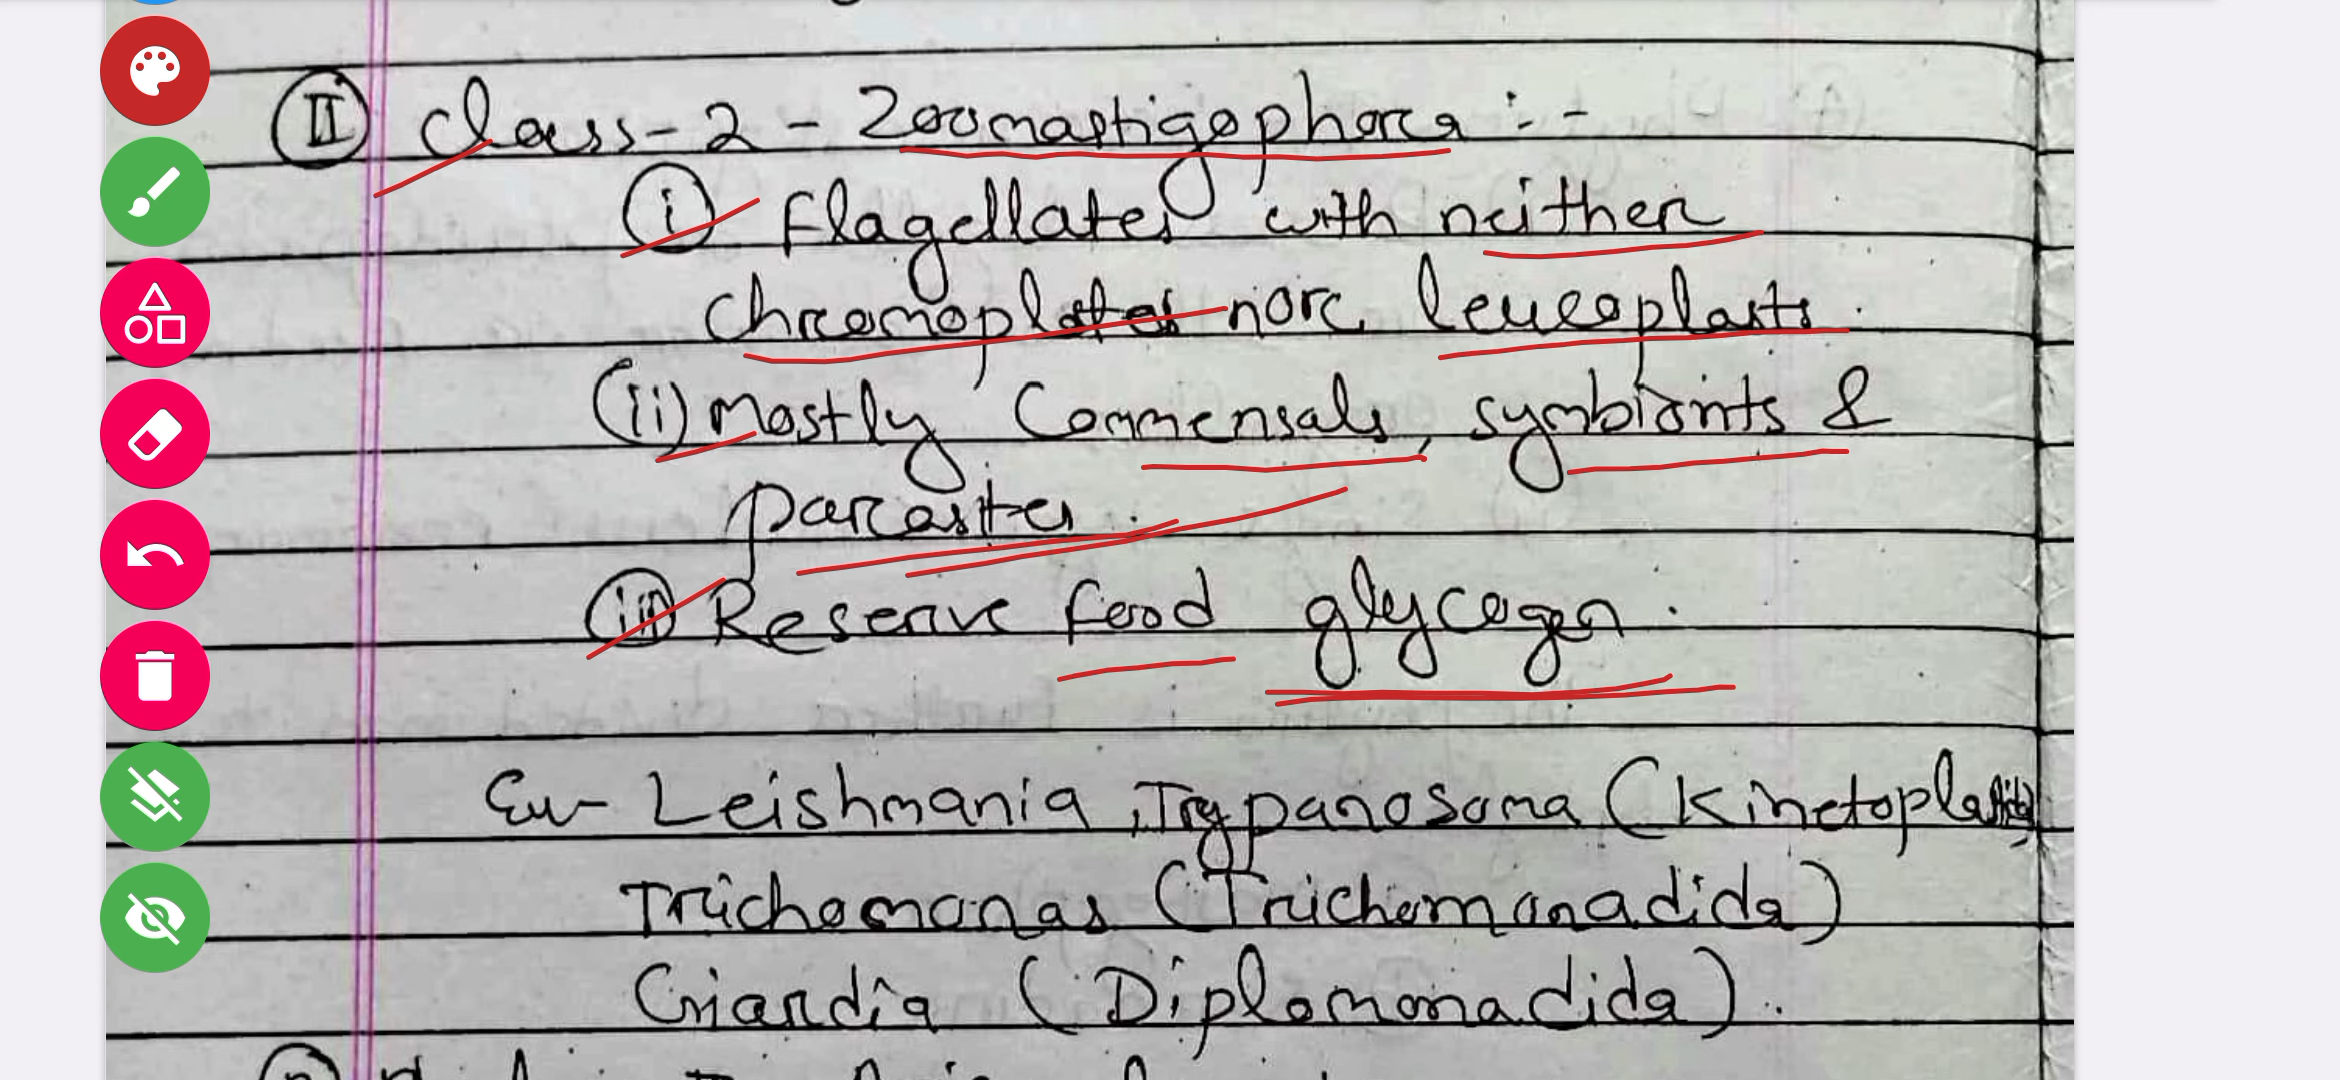 II Class-2 - Zoomastigophora :-
i flagellates with neither
chromoplates nor leucoplasts.
(ii) Mostly Commensals, symbionts &
parasites.
iii Reserve food glycogen.
Ex- Leishmania, Trypanosoma (Kinetoplastida)
Trichomonas (Trichomonadida)
Giardia (Diplomonadida).